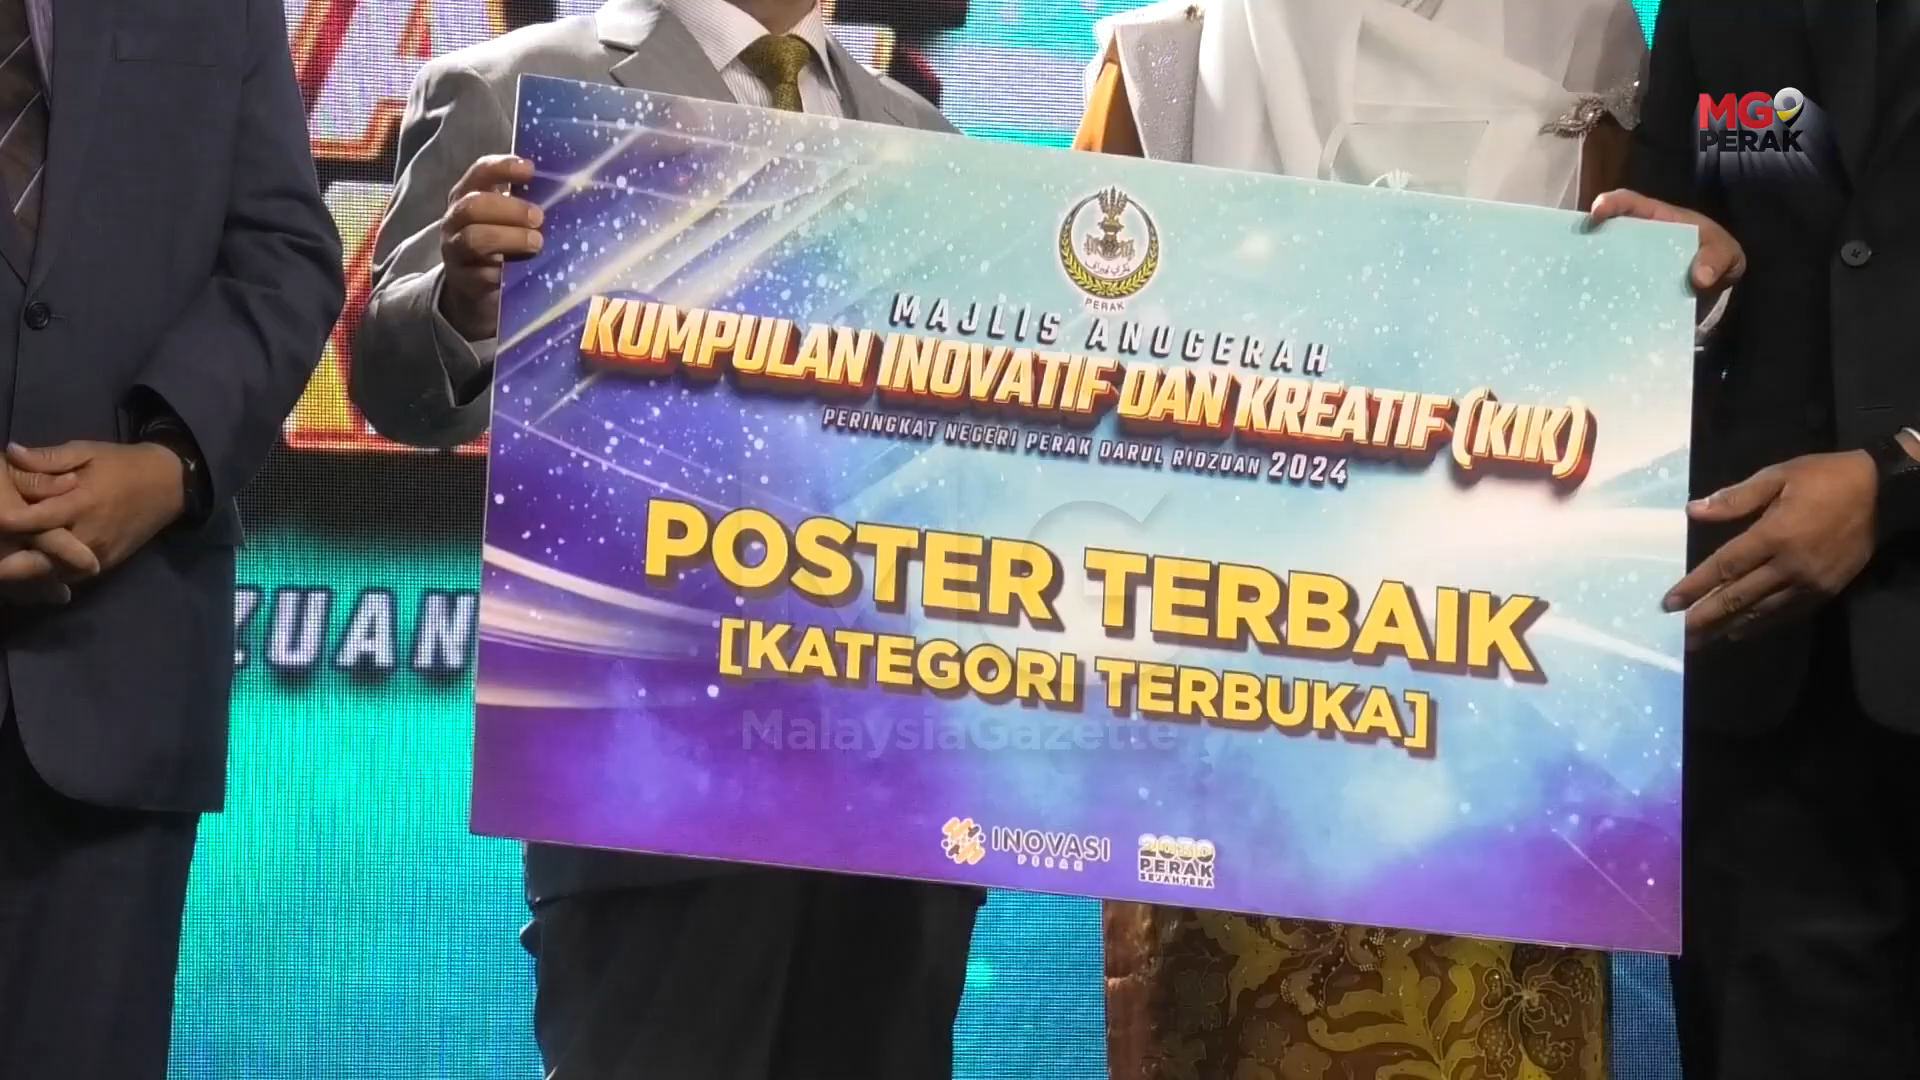 MG
PERAK
PERAK
MAJLIS ANUGERAH
KUMPULAN INOVATIF DAN KREATIF (KIK)
PERINGKAT NEGERI PERAK DARUL RIDZUAN 2024
POSTER TERBAIK
[KATEGORI TERBUKA]
MalaysiaGazette
INOVASI
PERAK
2030
PERAK
SEJAHTERA
ZUAN